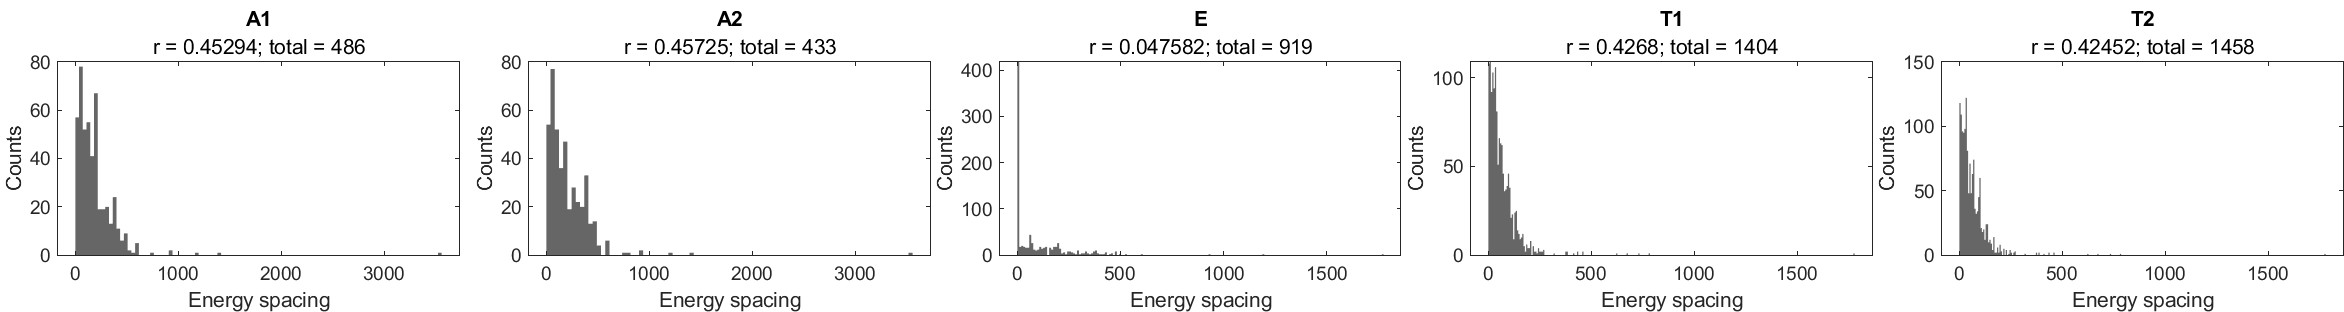 A1
r = 0.45294; total = 486
80
60
40
20
0
Counts
0 1000 2000 3000
Energy spacing
A2
r = 0.45725; total = 433
80
60
40
20
0
Counts
0 1000 2000 3000
Energy spacing
E
r = 0.047582; total = 919
400
300
200
100
0
Counts
0 500 1000 1500
Energy spacing
T1
r = 0.4268; total = 1404
100
50
0
Counts
0 500 1000 1500
Energy spacing
T2
r = 0.42452; total = 1458
150
100
50
0
Counts
0 500 1000 1500
Energy spacing